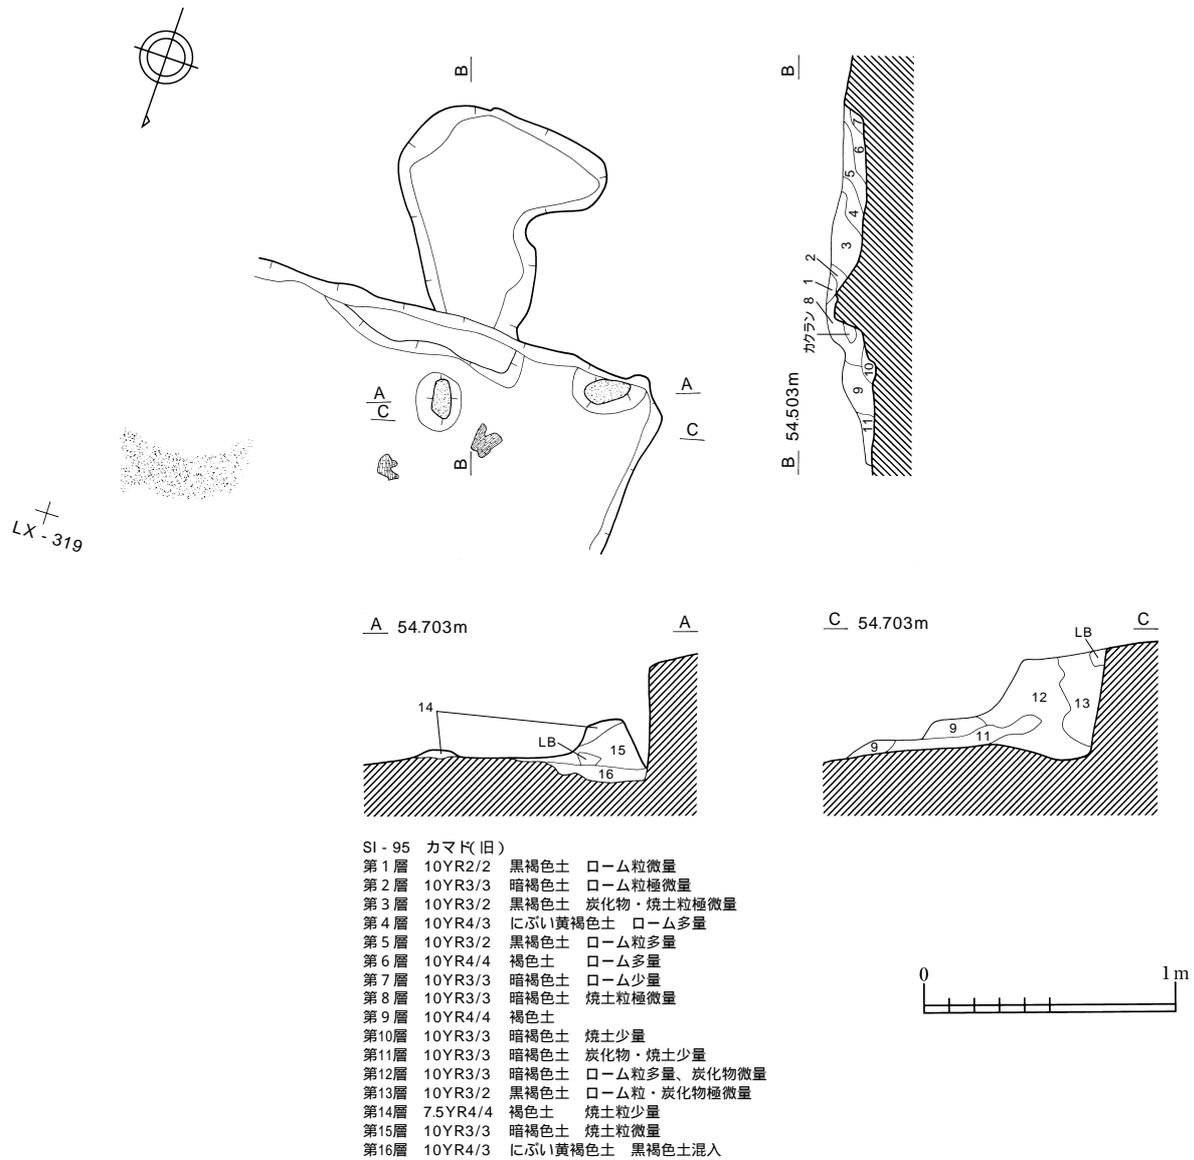 B
B
7
6
5
4
3
2
1
8
カクラン
10
9
11
B 54.503m
A
C
A
C
B
LX - 319
A 54.703m
A
14
LB
15
16
C 54.703m
C
LB
12
13
9
11
9
SI - 95 カマド(旧)
第1層 10YR2/2 黒褐色土 ローム粒微量
第2層 10YR3/3 暗褐色土 ローム粒極微量
第3層 10YR3/2 黒褐色土 炭化物・焼土粒極微量
第4層 10YR4/3 にぶい黄褐色土 ローム多量
第5層 10YR3/2 黒褐色土 ローム粒多量
第6層 10YR4/4 褐色土 ローム多量
第7層 10YR3/3 暗褐色土 ローム少量
第8層 10YR3/3 暗褐色土 焼土粒極微量
第9層 10YR4/4 褐色土
第10層 10YR3/3 暗褐色土 焼土少量
第11層 10YR3/3 暗褐色土 炭化物・焼土少量
第12層 10YR3/3 暗褐色土 ローム粒多量、炭化物微量
第13層 10YR3/2 黒褐色土 ローム粒・炭化物極微量
第14層 7.5YR4/4 褐色土 焼土粒少量
第15層 10YR3/3 暗褐色土 焼土粒微量
第16層 10YR4/3 にぶい黄褐色土 黒褐色土混入
0 1m